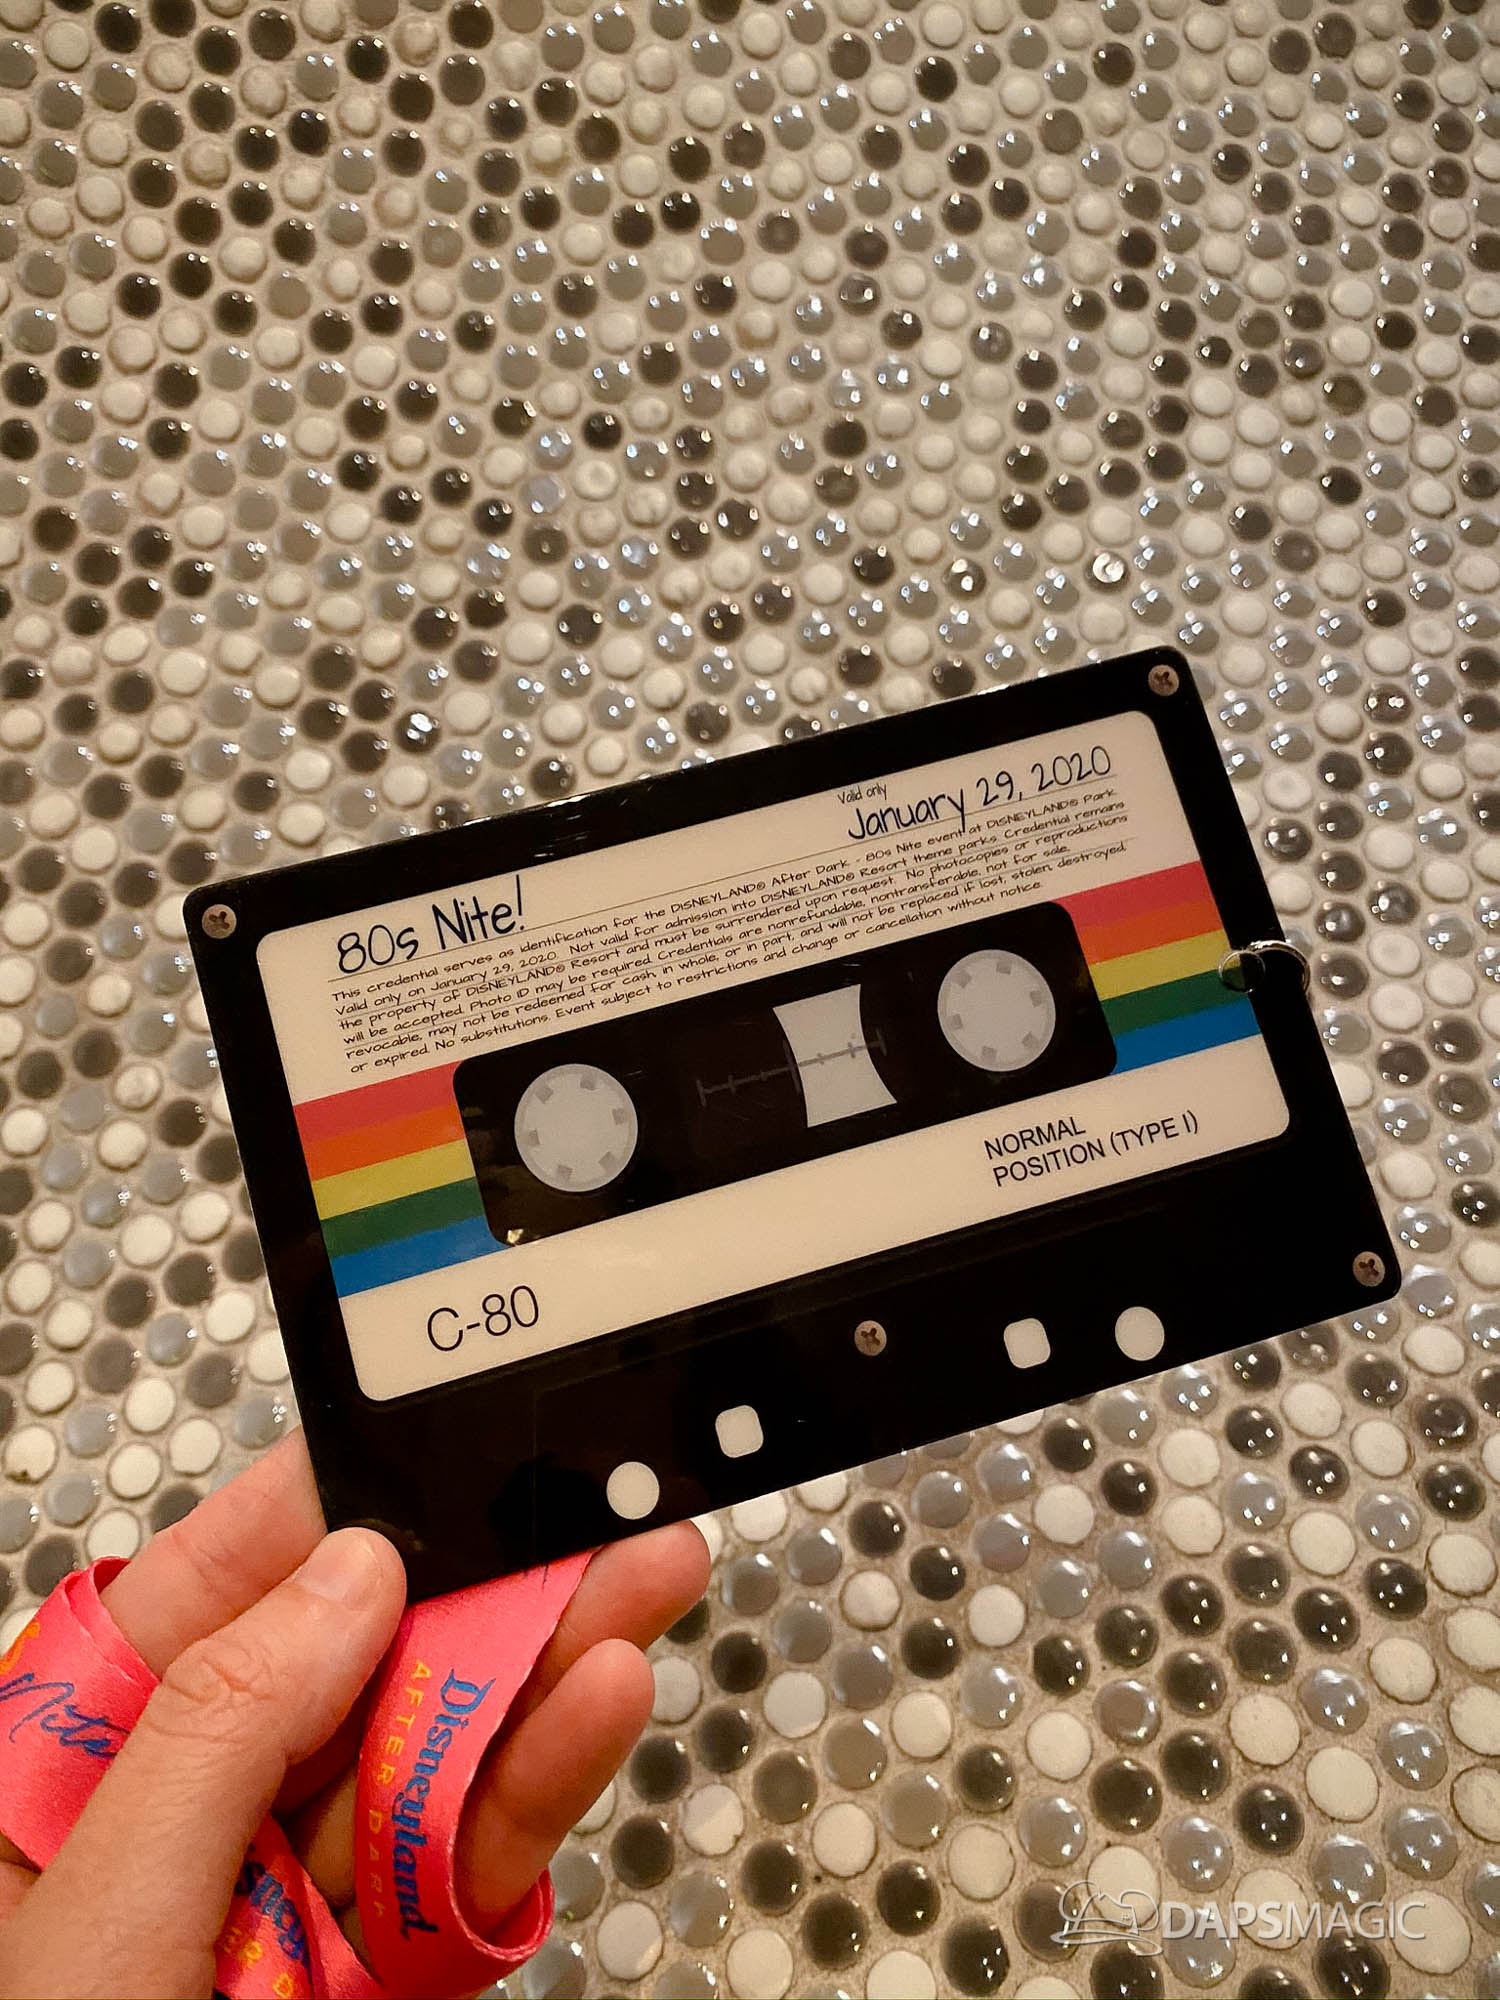 80s Nite!
Valid only
January 29, 2020
This credential serves as identification for the DISNEYLAND® After Dark - 80s Nite event at DISNEYLAND® Park
valid only on January 29, 2020. Not valid for admission into DISNEYLAND® Resort theme parks. Credential remains
the property of DISNEYLAND® Resort and must be surrendered upon request. No photocopies or reproductions
will be accepted. Photo ID may be required. Credentials are nonrefundable, nontransferable, not for sale,
revocable, may not be redeemed for cash, in whole, or in part, and will not be replaced if lost, stolen, destroyed
or expired. No substitutions. Event subject to restrictions and change or cancellation without notice.
NORMAL
POSITION (TYPE I)
C-80
Disneyland
AFTER DARK
Nite
DAPSMAGIC